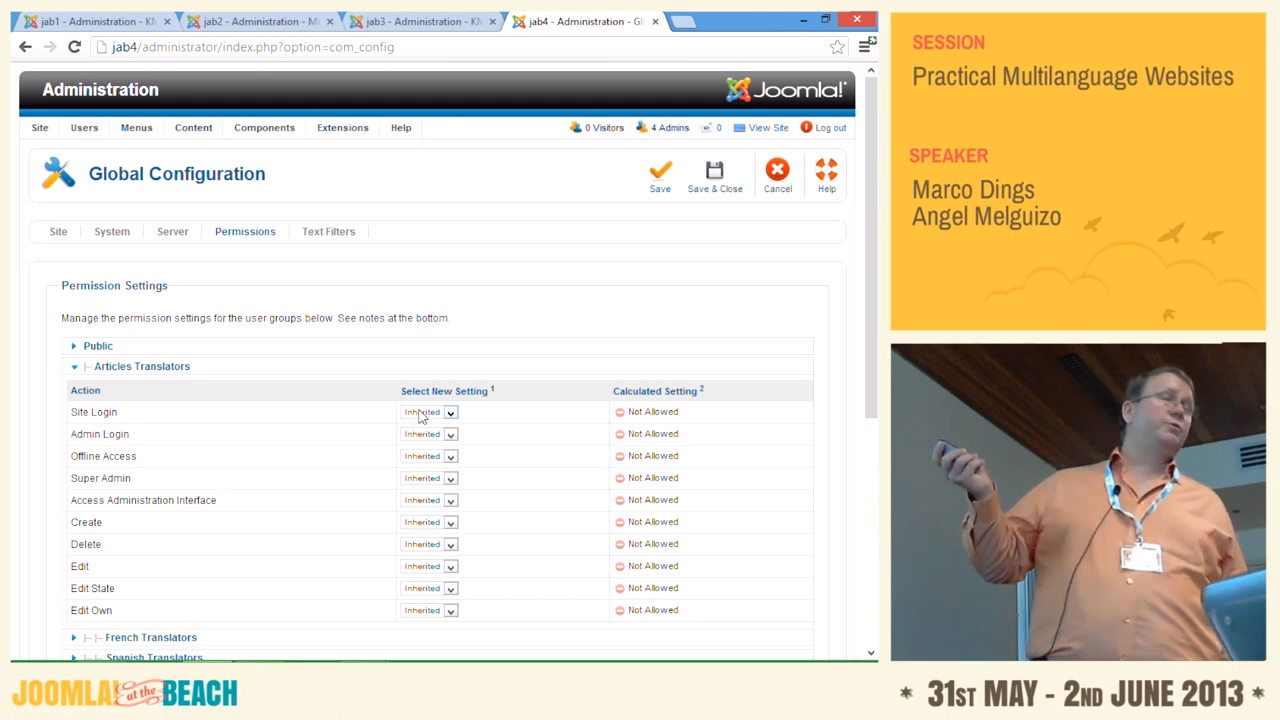 jab1 - Administration - KM
jab2 - Administration - M
jab3 - Administration - KM
jab4 - Administration - Gl
jab4/administrator/index.php?option=com_config
Administration
Joomla!
Site Users Menus Content Components Extensions Help
0 Visitors 4 Admins 0 View Site Log out
Global Configuration
Save Save & Close Cancel Help
Site System Server Permissions Text Filters
Permission Settings
Manage the permission settings for the user groups below. See notes at the bottom.
Public
|– Articles Translators
Action Select New Setting 1 Calculated Setting 2
Site Login Inherited Not Allowed
Admin Login Inherited Not Allowed
Offline Access Inherited Not Allowed
Super Admin Inherited Not Allowed
Access Administration Interface Inherited Not Allowed
Create Inherited Not Allowed
Delete Inherited Not Allowed
Edit Inherited Not Allowed
Edit State Inherited Not Allowed
Edit Own Inherited Not Allowed
|– |– French Translators
|– |– Spanish Translators
SESSION
Practical Multilanguage Websites
SPEAKER
Marco Dings
Angel Melguizo
JOOMLA! at the BEACH
* 31ST MAY - 2ND JUNE 2013 *